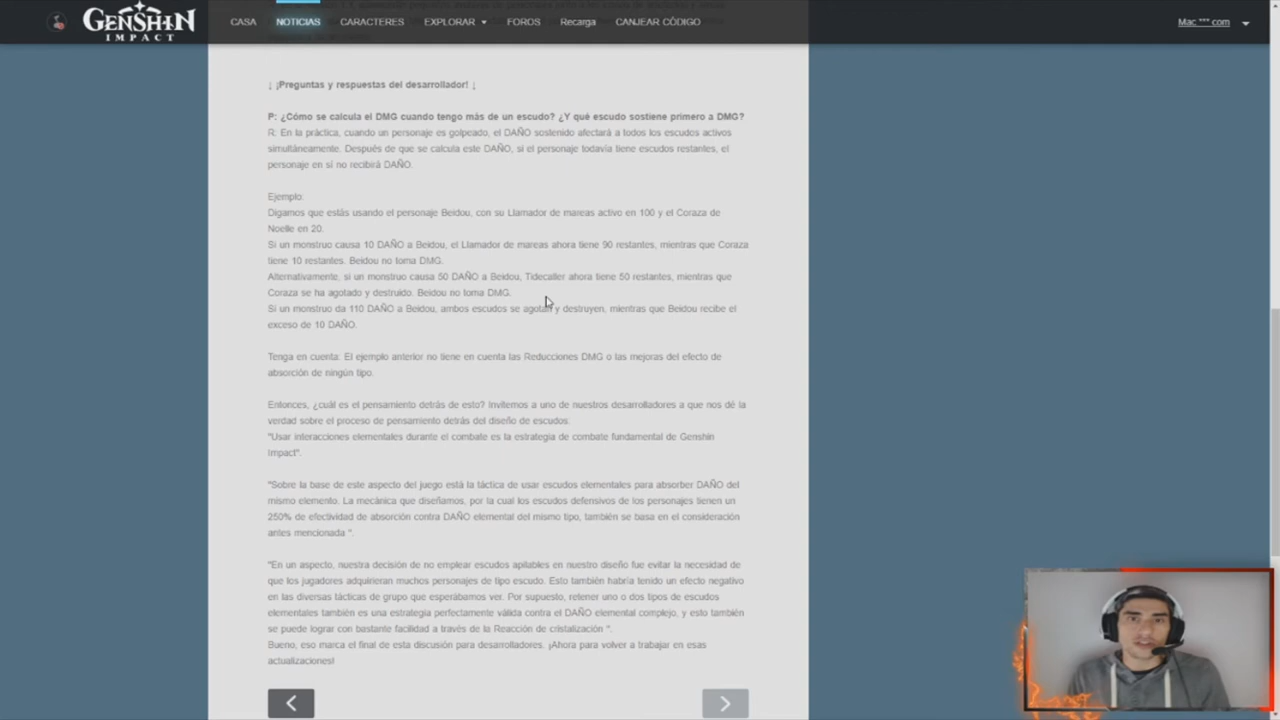 GENSHIN
IMPACT
CASA
NOTICIAS
CARACTERES
EXPLORAR
FOROS
Recarga
CANJEAR CÓDIGO
Mac *** com
↓ ¡Preguntas y respuestas del desarrollador! ↓
P: ¿Cómo se calcula el DMG cuando tengo más de un escudo? ¿Y qué escudo sostiene primero a DMG?
R: En la práctica, cuando un personaje es golpeado, el DAÑO sostenido afectará a todos los escudos activos
simultáneamente. Después de que se calcula este DAÑO, si el personaje todavía tiene escudos restantes, el
personaje en sí no recibirá DAÑO.
Ejemplo:
Digamos que estás usando el personaje Beidou, con su Llamador de mareas activo en 100 y el Coraza de
Noelle en 20.
Si un monstruo causa 10 DAÑO a Beidou, el Llamador de mareas ahora tiene 90 restantes, mientras que Coraza
tiene 10 restantes. Beidou no toma DMG.
Alternativamente, si un monstruo causa 50 DAÑO a Beidou, Tidecaller ahora tiene 50 restantes, mientras que
Coraza se ha agotado y destruido. Beidou no toma DMG.
Si un monstruo da 110 DAÑO a Beidou, ambos escudos se agotan y destruyen, mientras que Beidou recibe el
exceso de 10 DAÑO.
Tenga en cuenta: El ejemplo anterior no tiene en cuenta las Reducciones DMG o las mejoras del efecto de
absorción de ningún tipo.
Entonces, ¿cuál es el pensamiento detrás de esto? Invitemos a uno de nuestros desarrolladores a que nos dé la
verdad sobre el proceso de pensamiento detrás del diseño de escudos.
"Usar interacciones elementales durante el combate es la estrategia de combate fundamental de Genshin
Impact".
"Sobre la base de este aspecto del juego está la táctica de usar escudos elementales para absorber DAÑO del
mismo elemento. La mecánica que diseñamos, por la cual los escudos defensivos de los personajes tienen un
250% de efectividad de absorción contra DAÑO elemental del mismo tipo, también se basa en el consideración
antes mencionada ".
"En un aspecto, nuestra decisión de no emplear escudos apilables en nuestro diseño fue evitar la necesidad de
que los jugadores adquirieran muchos personajes de tipo escudo. Esto también habría tenido un efecto negativo
en las diversas tácticas de grupo que esperábamos ver. Por supuesto, retener uno o dos tipos de escudos
elementales también es una estrategia perfectamente válida contra el DAÑO elemental complejo, y esto también
se puede lograr con bastante facilidad a través de la Reacción de cristalización ".
Bueno, eso marca el final de esta discusión para desarrolladores. ¡Ahora para volver a trabajar en esas
actualizaciones!